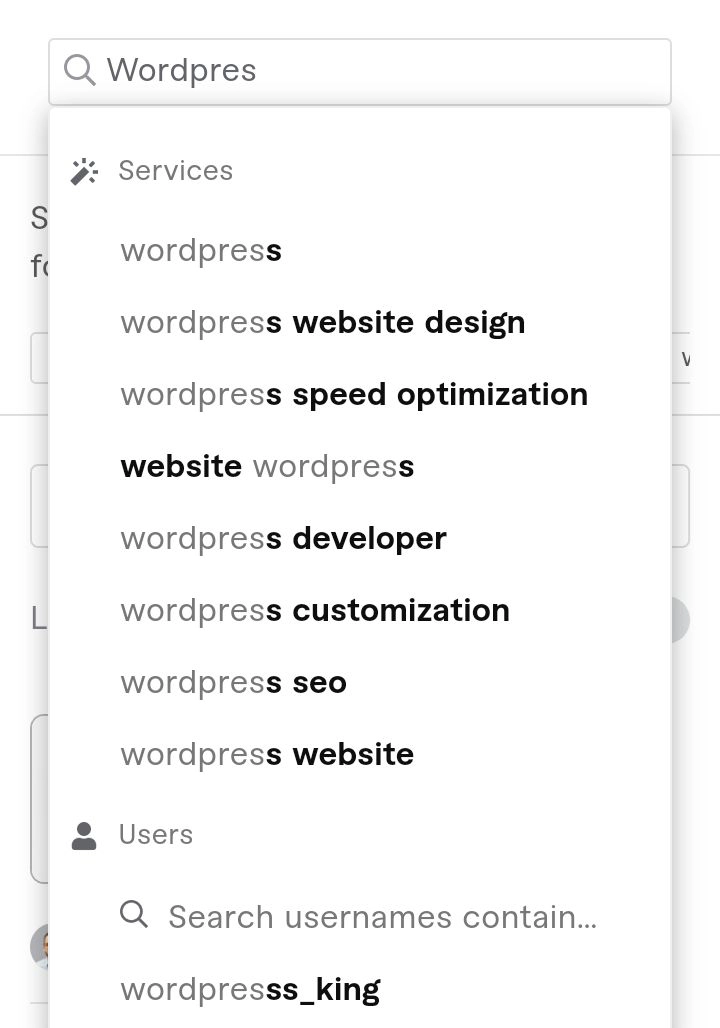 Wordpres
Services
wordpress
wordpress website design
wordpress speed optimization
website wordpress
wordpress developer
wordpress customization
wordpress seo
wordpress website
Users
Search usernames contain...
wordpresss_king